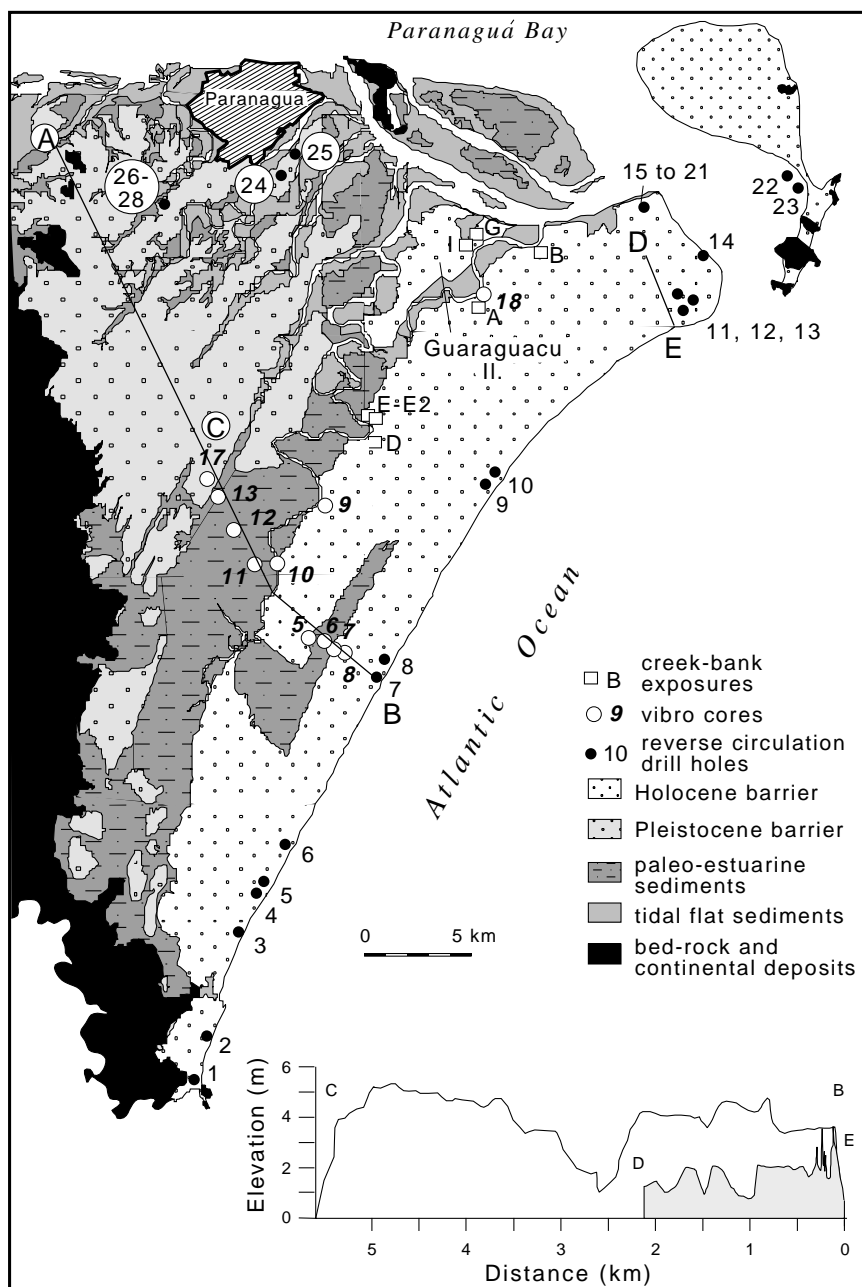 Paranaguá Bay
Paranagua
A
26-
28
24
25
15 to 21
22
23
D
14
G
I
B
18
A
Guaraguacu
II.
E
11, 12, 13
E-E2
D
C
17
13
12
9
10
9
11
10
5
6
7
8
8
7
B
Atlantic Ocean
B creek-bank
exposures
9 vibro cores
10 reverse circulation
drill holes
Holocene barrier
Pleistocene barrier
paleo-estuarine
sediments
tidal flat sediments
bed-rock and
continental deposits
6
5
4
3
0 5 km
2
1
Elevation (m)
6
4
2
0
C
B
E
D
5 4 3 2 1 0
Distance (km)